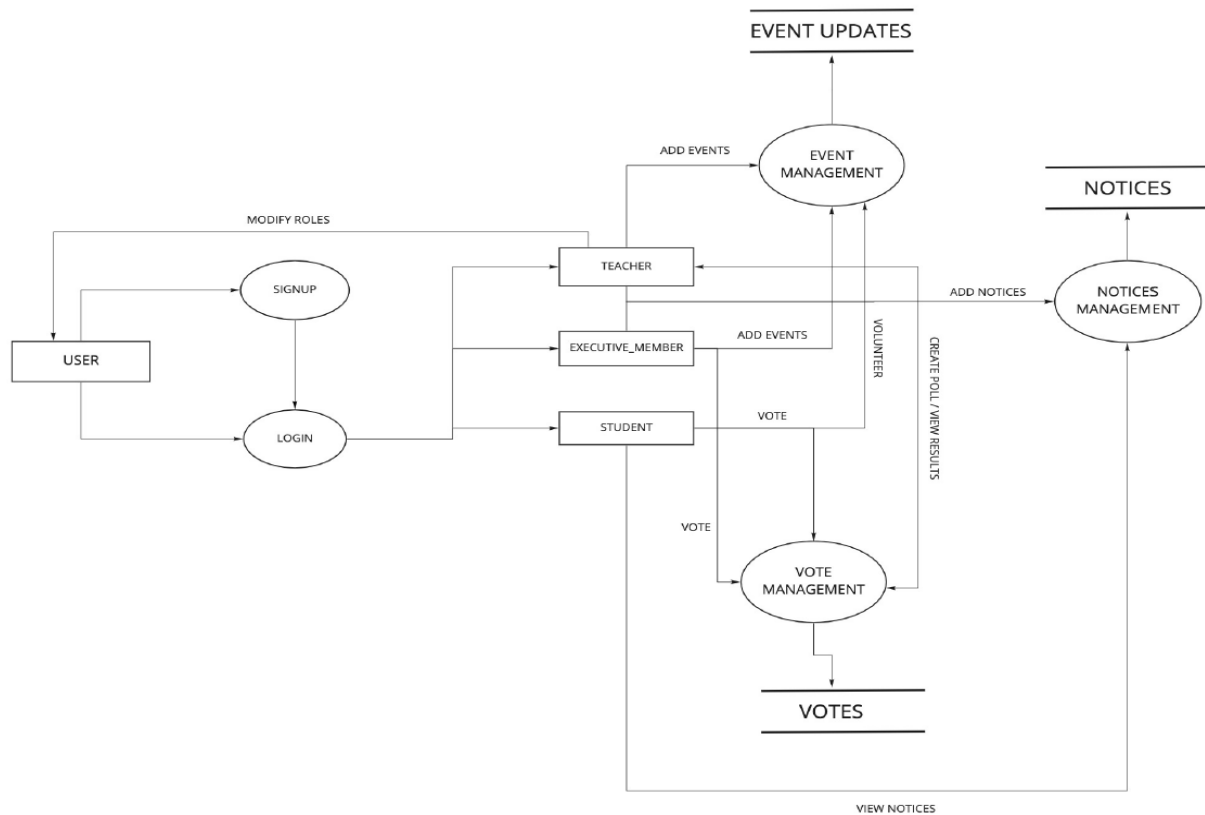 EVENT UPDATES
ADD EVENTS
EVENT
MANAGEMENT
NOTICES
MODIFY ROLES
TEACHER
SIGNUP
ADD NOTICES
NOTICES
MANAGEMENT
USER
EXECUTIVE_MEMBER
ADD EVENTS
VOLUNTEER
CREATE POLL / VIEW RESULTS
LOGIN
STUDENT
VOTE
VOTE
VOTE
MANAGEMENT
VOTES
VIEW NOTICES